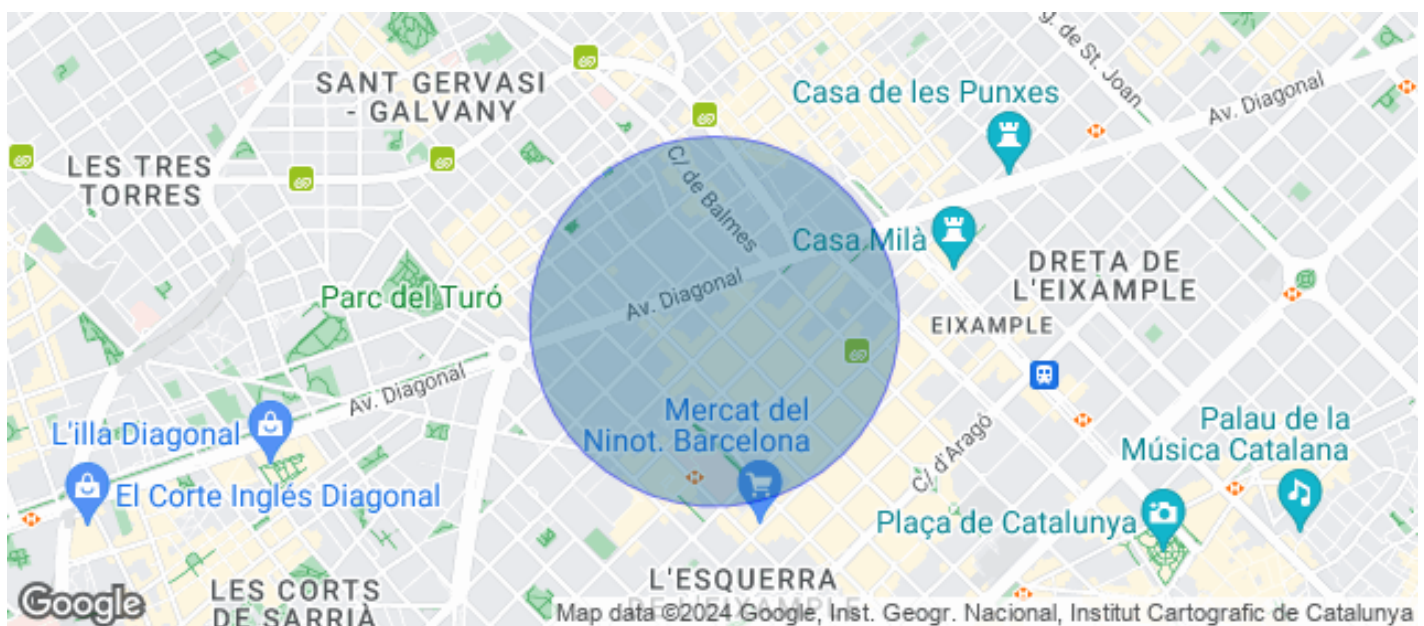 g. de St. Joan
SANT GERVASI
- GALVANY
Casa de les Punxes
Av. Diagonal
LES TRES
TORRES
C/ de Balmes
Casa Milà
DRETA DE
L'EIXAMPLE
Parc del Turó
Av. Diagonal
EIXAMPLE
Av. Diagonal
Mercat del
Ninot. Barcelona
L'illa Diagonal
C/ d'Aragó
Palau de la
Música Catalana
El Corte Inglés Diagonal
Plaça de Catalunya
L'ESQUERRA
DE L'EIXAMPLE
LES CORTS
DE SARRIÀ
Google
Map data ©2024 Google, Inst. Geogr. Nacional, Institut Cartografic de Catalunya